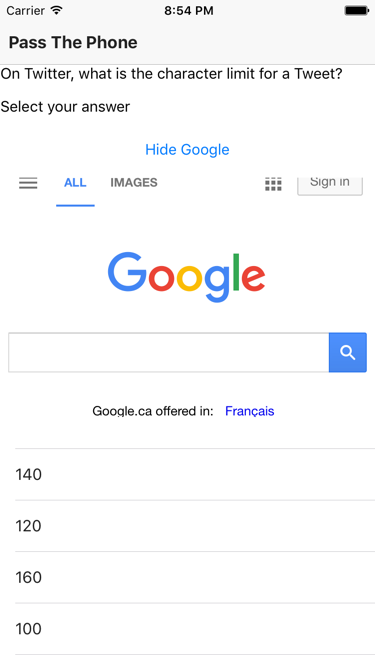 Carrier 8:54 PM
Pass The Phone
On Twitter, what is the character limit for a Tweet?
Select your answer
Hide Google
ALL IMAGES Sign in
Google
Google.ca offered in: Français
140
120
160
100